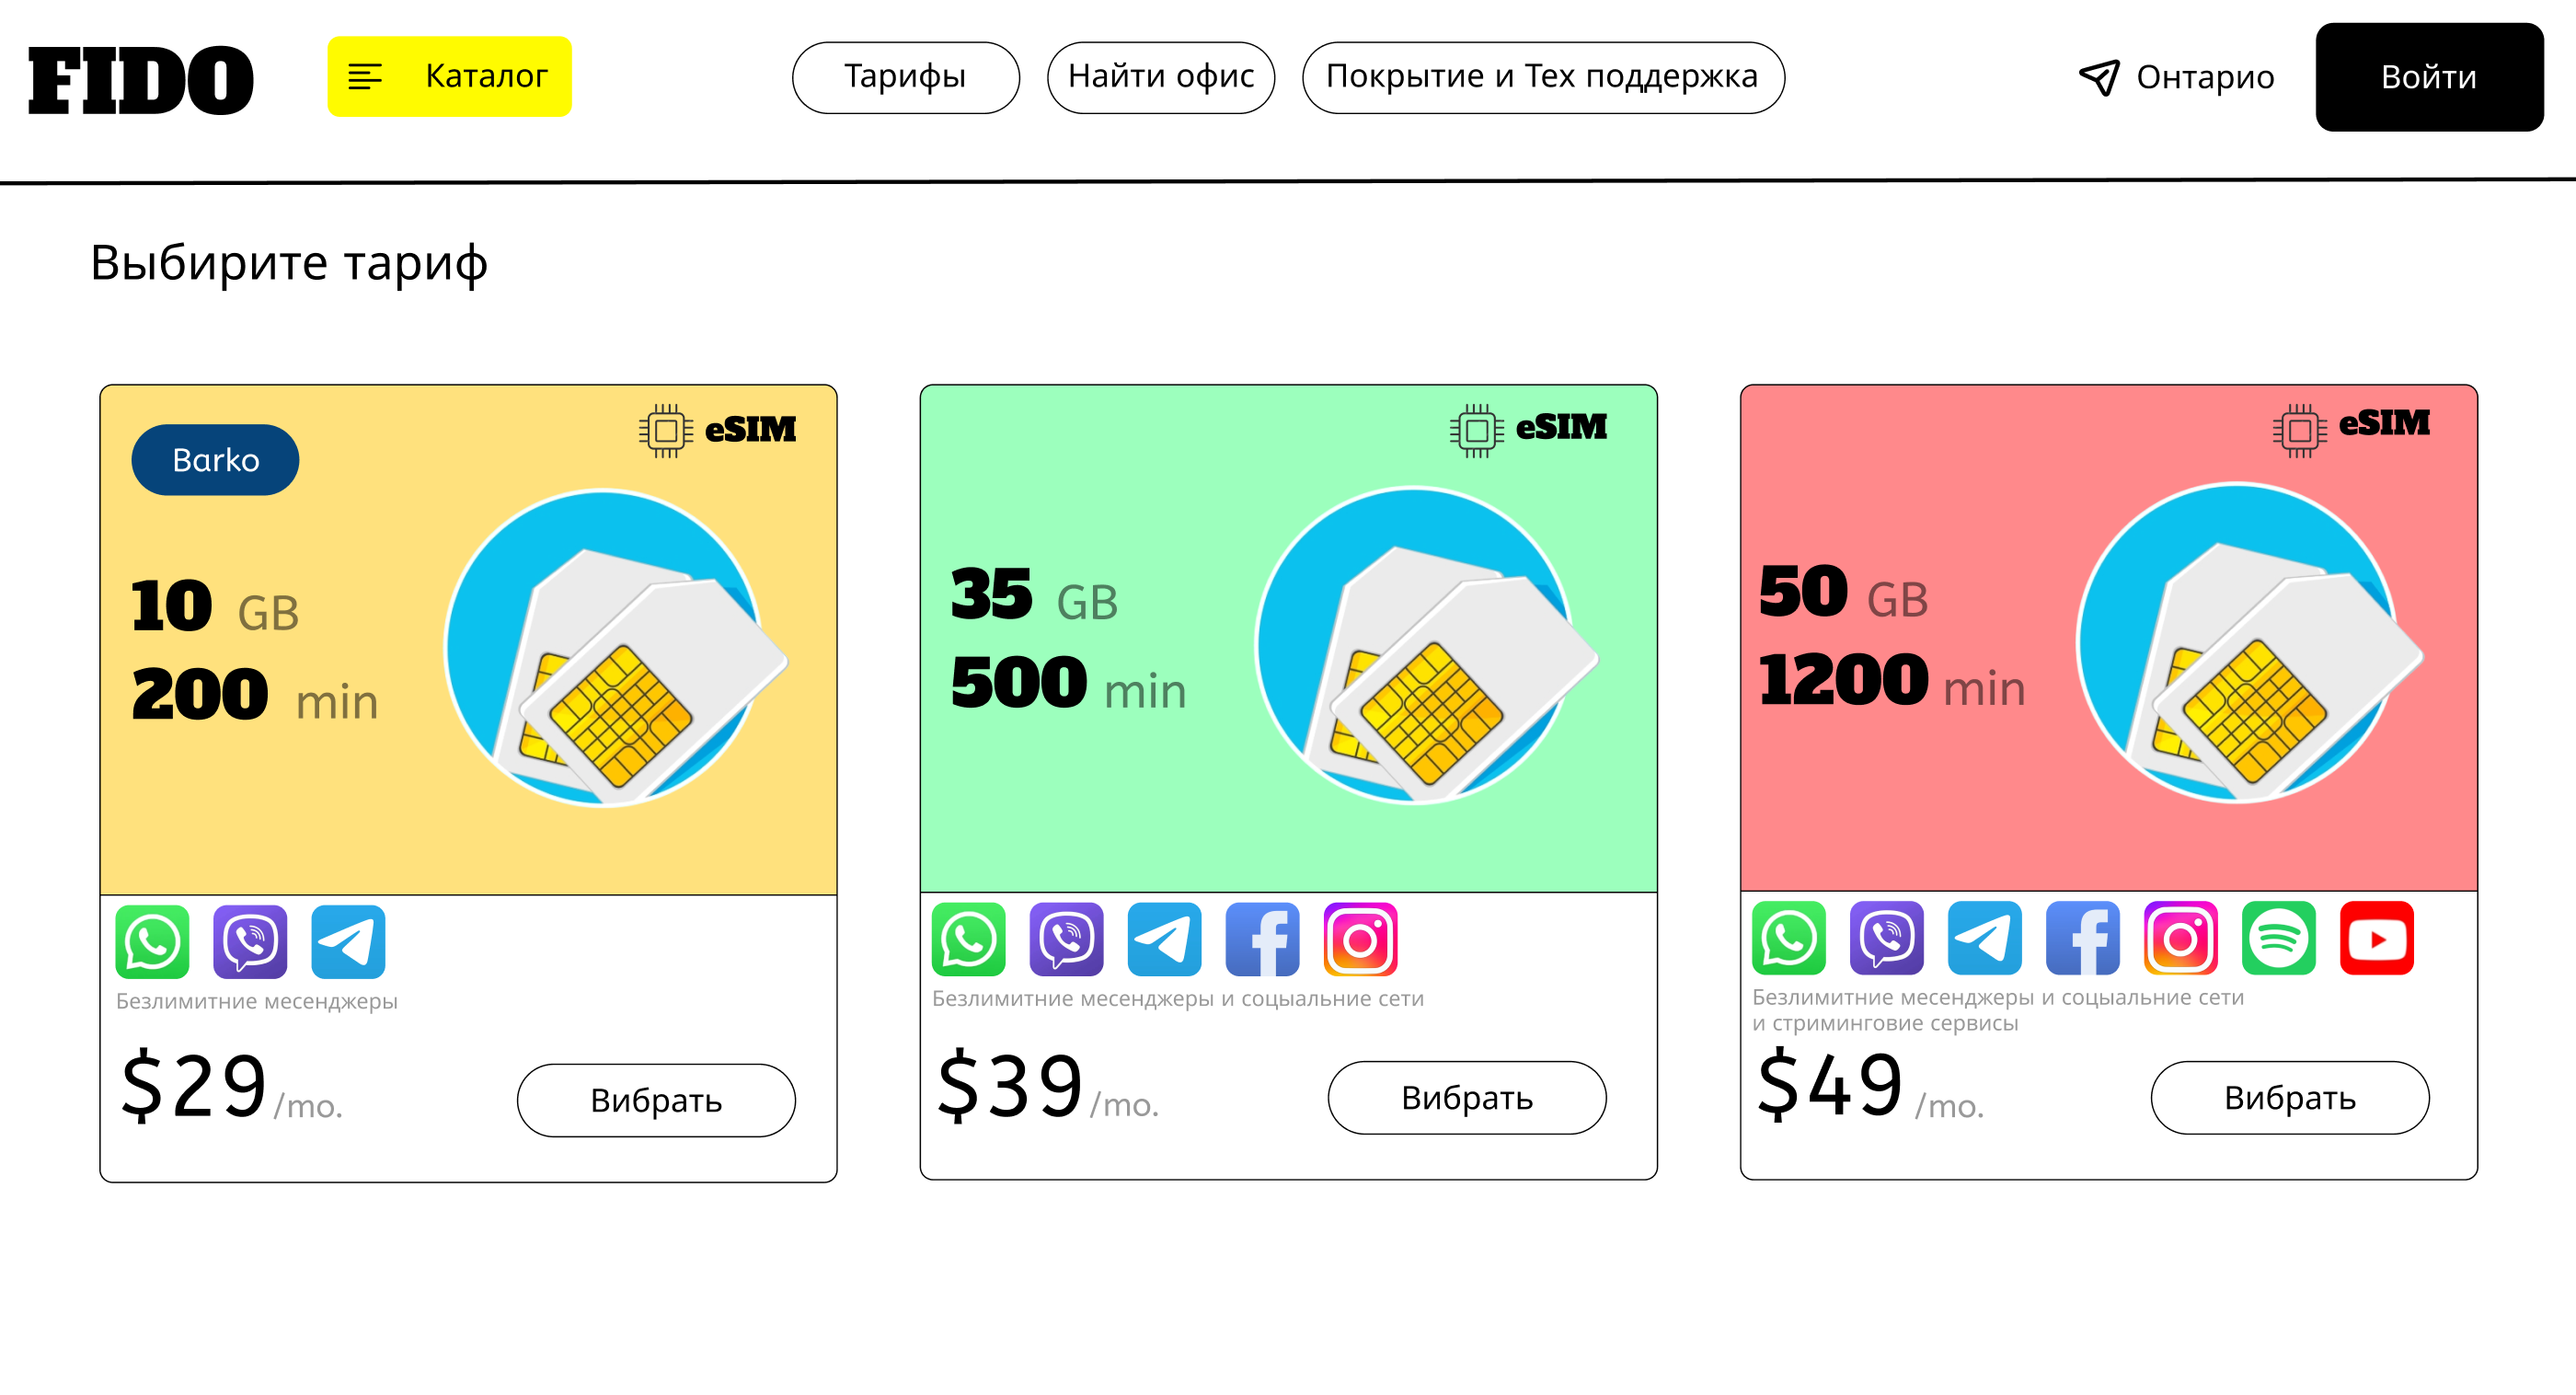 FIDO
Каталог
Тарифы
Найти офис
Покрытие и Тех поддержка
Онтарио
Войти
Выбирите тариф
Barko
eSIM
10 GB
200 min
Безлимитние месенджеры
$29/mo.
Вибрать
eSIM
35 GB
500 min
Безлимитние месенджеры и соцыальние сети
$39/mo.
Вибрать
eSIM
50 GB
1200 min
Безлимитние месенджеры и соцыальние сети
и стриминговие сервисы
$49/mo.
Вибрать